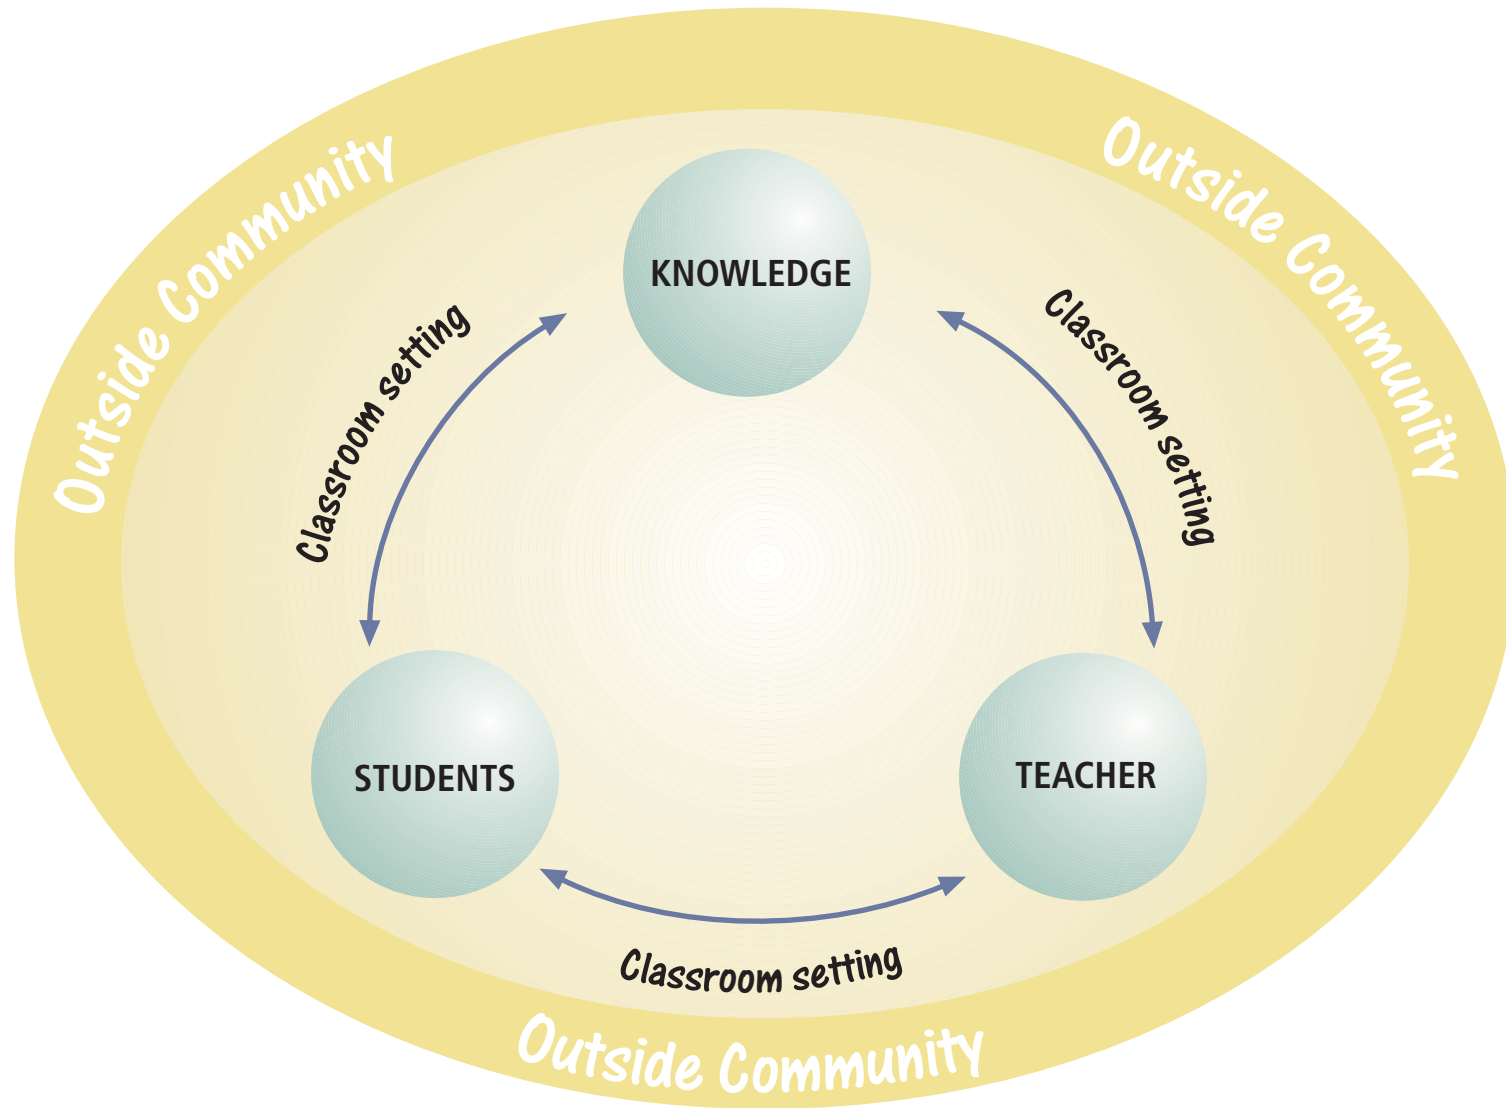 Outside Community
Outside Community
KNOWLEDGE
Classroom setting
Classroom setting
STUDENTS
TEACHER
Classroom setting
Outside Community